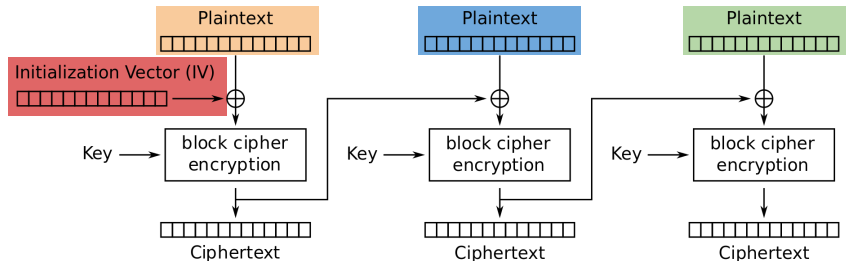 Plaintext
Plaintext
Plaintext
Initialization Vector (IV)
Key
block cipher
encryption
Key
block cipher
encryption
Key
block cipher
encryption
Ciphertext
Ciphertext
Ciphertext